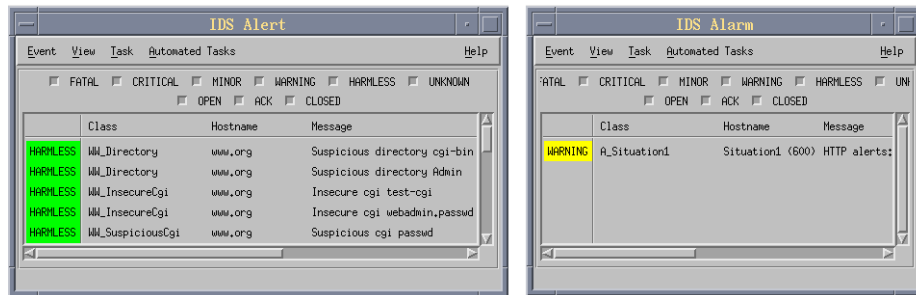 IDS Alert
Event View Task Automated Tasks Help
FATAL CRITICAL MINOR WARNING HARMLESS UNKNOWN
OPEN ACK CLOSED
Class Hostname Message
HARMLESS WW_Directory www.org Suspicious directory cgi-bin
HARMLESS WW_Directory www.org Suspicious directory Admin
HARMLESS WW_InsecureCgi www.org Insecure cgi test-cgi
HARMLESS WW_InsecureCgi www.org Insecure cgi webadmin.passwd
HARMLESS WW_SuspiciousCgi www.org Suspicious cgi passwd
IDS Alarm
Event View Task Automated Tasks Help
ATAL CRITICAL MINOR WARNING HARMLESS UN
OPEN ACK CLOSED
Class Hostname Message
WARNING A_Situation1 Situation1 (600) HTTP alerts: